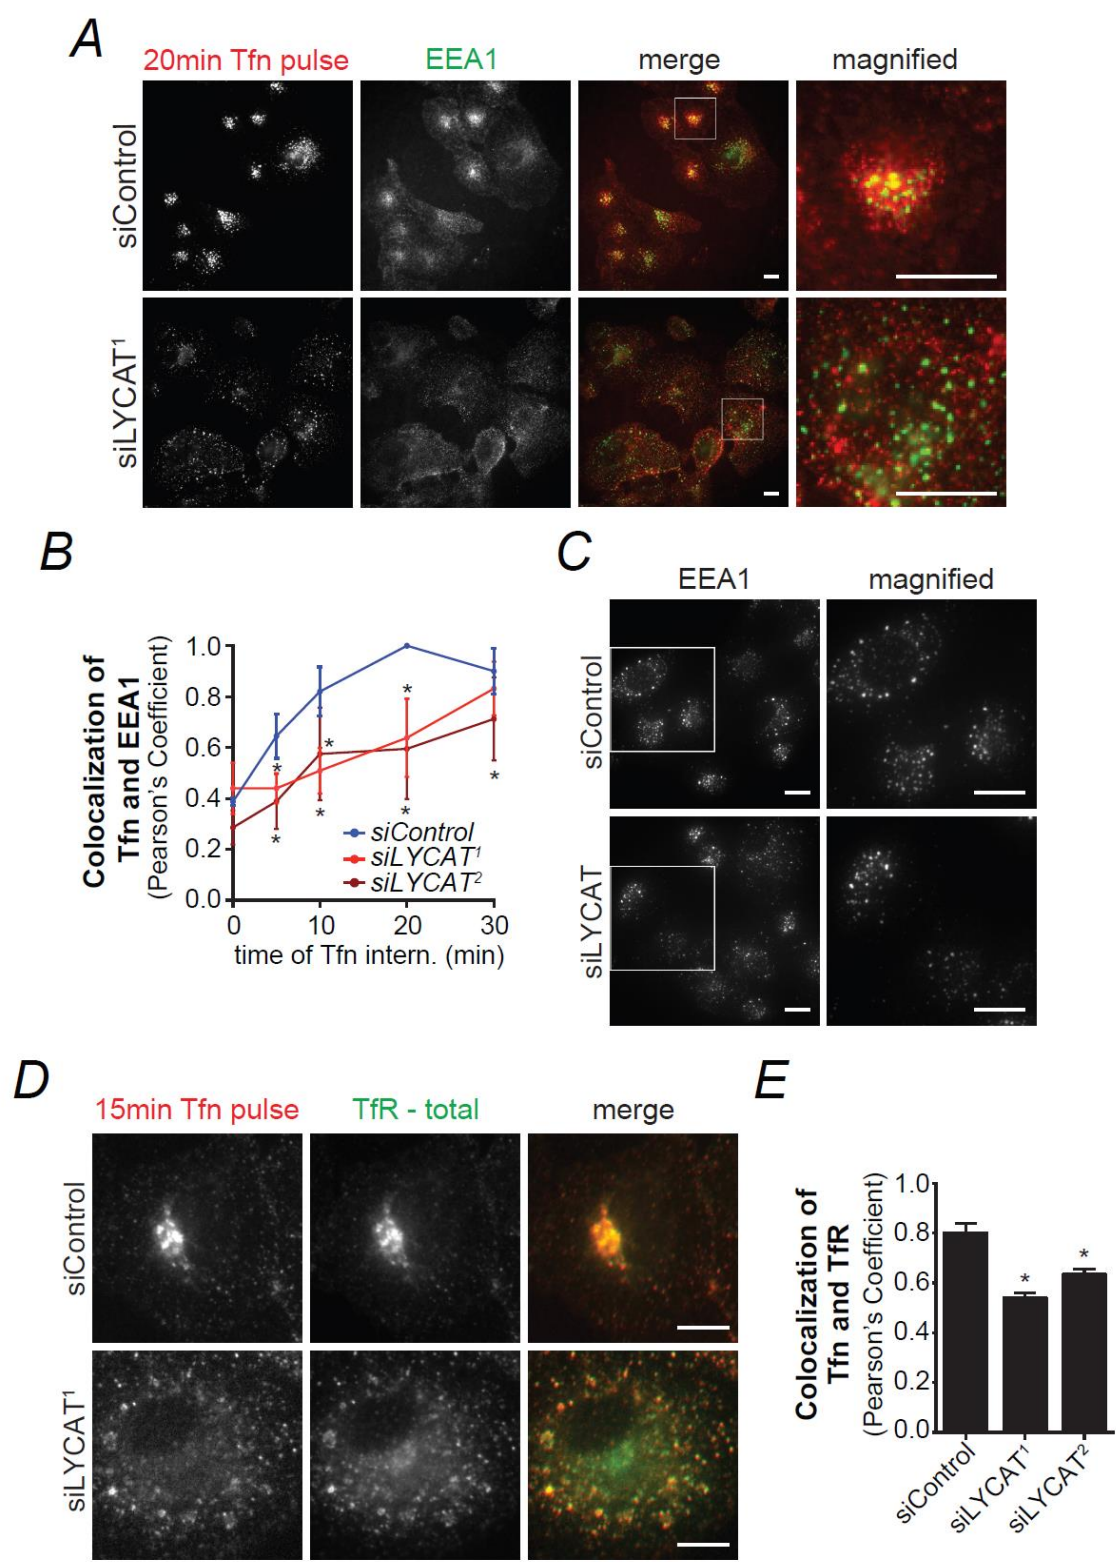 A
20min Tfn pulse EEA1 merge magnified
siControl
siLYCAT¹
B
Colocalization of
Tfn and EEA1
(Pearson's Coefficient)
1.0
0.8
0.6
0.4
0.2
0.0
* * * * * * *
siControl
siLYCAT¹
siLYCAT²
0 10 20 30
time of Tfn intern. (min)
C
EEA1 magnified
siControl
siLYCAT
D
15min Tfn pulse TfR - total merge
siControl
siLYCAT¹
E
Colocalization of
Tfn and TfR
(Pearson's Coefficient)
1.0
0.8
0.6
0.4
0.2
0.0
* *
siControl
siLYCAT¹
siLYCAT²